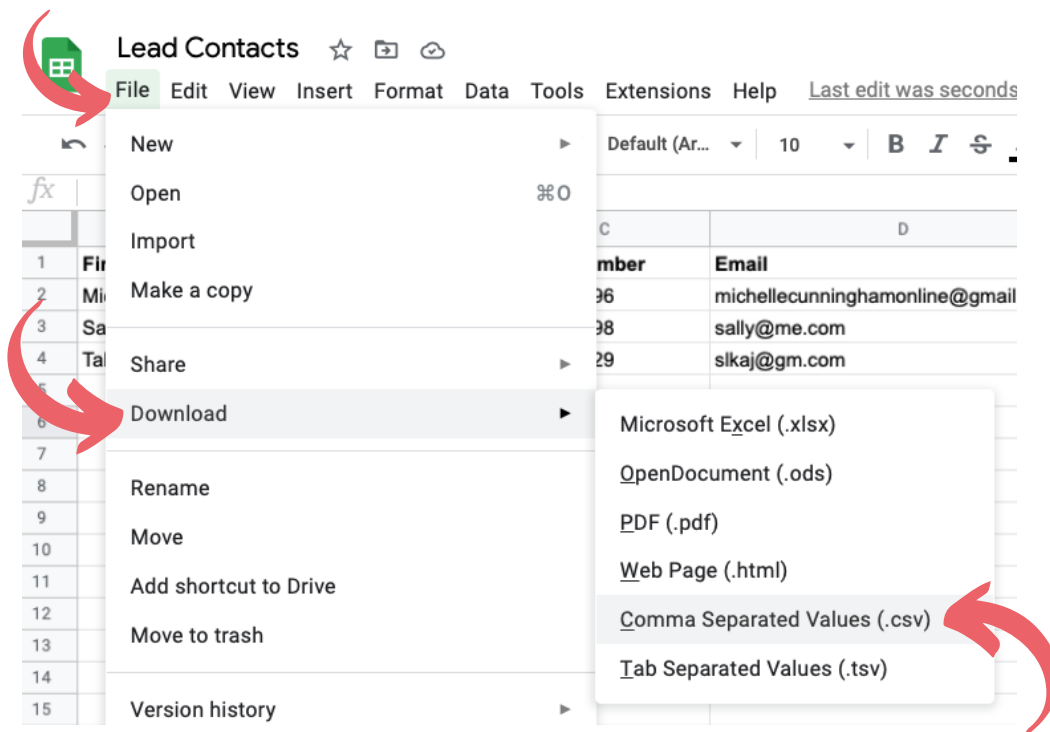 Lead Contacts
File Edit View Insert Format Data Tools Extensions Help Last edit was seconds
Default (Ar... 10 B I S
fx
New
Open ⌘O
Import
Make a copy
Share
Download
Rename
Move
Add shortcut to Drive
Move to trash
Version history
Microsoft Excel (.xlsx)
OpenDocument (.ods)
PDF (.pdf)
Web Page (.html)
Comma Separated Values (.csv)
Tab Separated Values (.tsv)
C D
1 Fir mber Email
2 Mi 96 michellecunninghamonline@gmail
3 Sa 98 sally@me.com
4 Tal 29 slkaj@gm.com
5
6
7
8
9
10
11
12
13
14
15